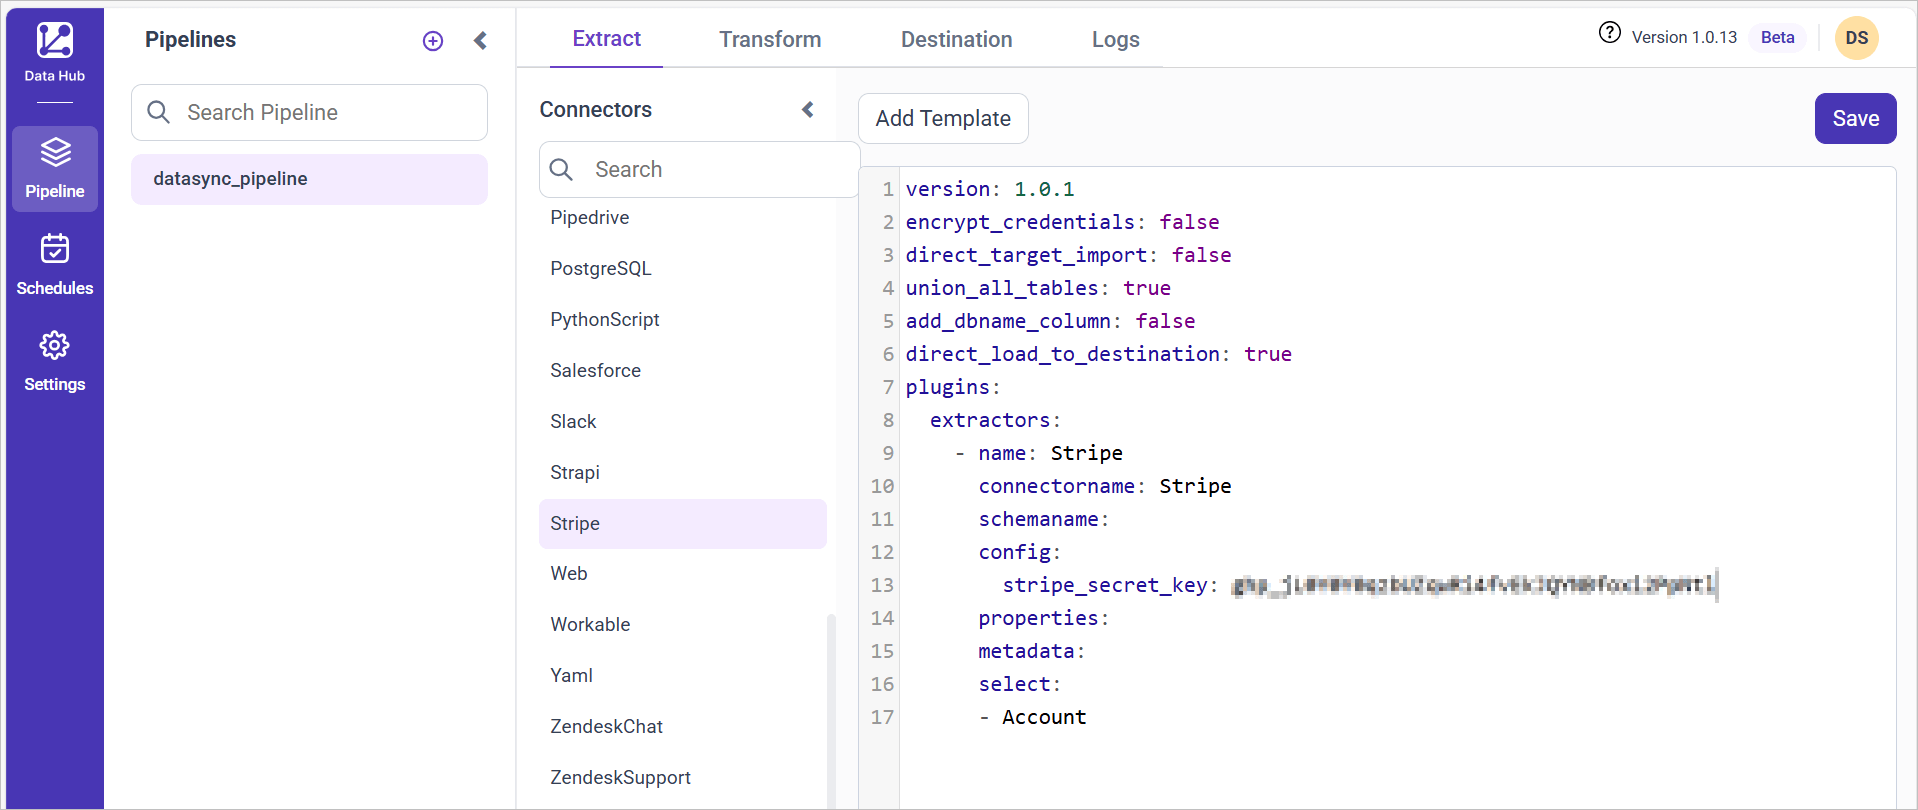 Data Hub
Pipeline
Schedules
Settings
Pipelines
Search Pipeline
datasync_pipeline
Extract
Transform
Destination
Logs
Version 1.0.13
Beta
DS
Connectors
Search
Pipedrive
PostgreSQL
PythonScript
Salesforce
Slack
Strapi
Stripe
Web
Workable
Yaml
ZendeskChat
ZendeskSupport
Add Template
Save
1 version: 1.0.1
2 encrypt_credentials: false
3 direct_target_import: false
4 union_all_tables: true
5 add_dbname_column: false
6 direct_load_to_destination: true
7 plugins:
8 extractors:
9 - name: Stripe
10 connectorname: Stripe
11 schemaname:
12 config:
13 stripe_secret_key:
14 properties:
15 metadata:
16 select:
17 - Account